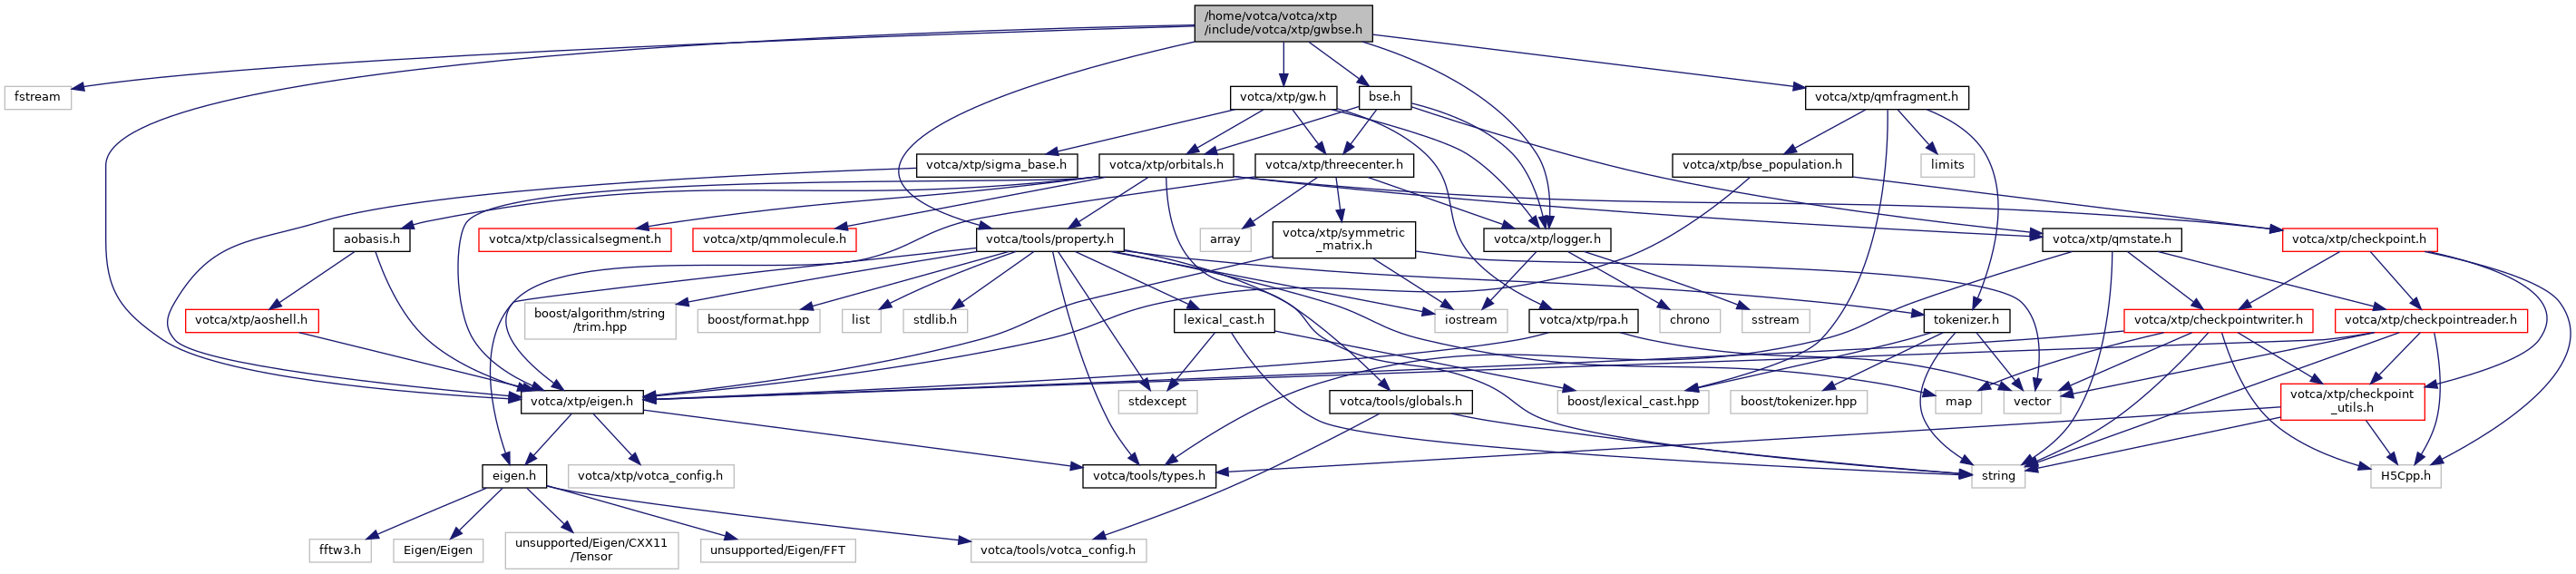 /home/votca/votca/xtp
/include/votca/xtp/gwbse.h
fstream
votca/xtp/gw.h
bse.h
votca/xtp/qmfragment.h
votca/xtp/sigma_base.h
votca/xtp/orbitals.h
votca/xtp/threecenter.h
votca/xtp/bse_population.h
limits
aobasis.h
votca/xtp/classicalsegment.h
votca/xtp/qmmolecule.h
votca/tools/property.h
array
votca/xtp/symmetric
_matrix.h
votca/xtp/logger.h
votca/xtp/qmstate.h
votca/xtp/checkpoint.h
votca/xtp/aoshell.h
boost/algorithm/string
/trim.hpp
boost/format.hpp
list
stdlib.h
lexical_cast.h
iostream
votca/xtp/rpa.h
chrono
sstream
tokenizer.h
votca/xtp/checkpointwriter.h
votca/xtp/checkpointreader.h
votca/xtp/eigen.h
stdexcept
votca/tools/globals.h
boost/lexical_cast.hpp
boost/tokenizer.hpp
map
vector
votca/xtp/checkpoint
_utils.h
eigen.h
votca/xtp/votca_config.h
votca/tools/types.h
string
H5Cpp.h
fftw3.h
Eigen/Eigen
unsupported/Eigen/CXX11
/Tensor
unsupported/Eigen/FFT
votca/tools/votca_config.h